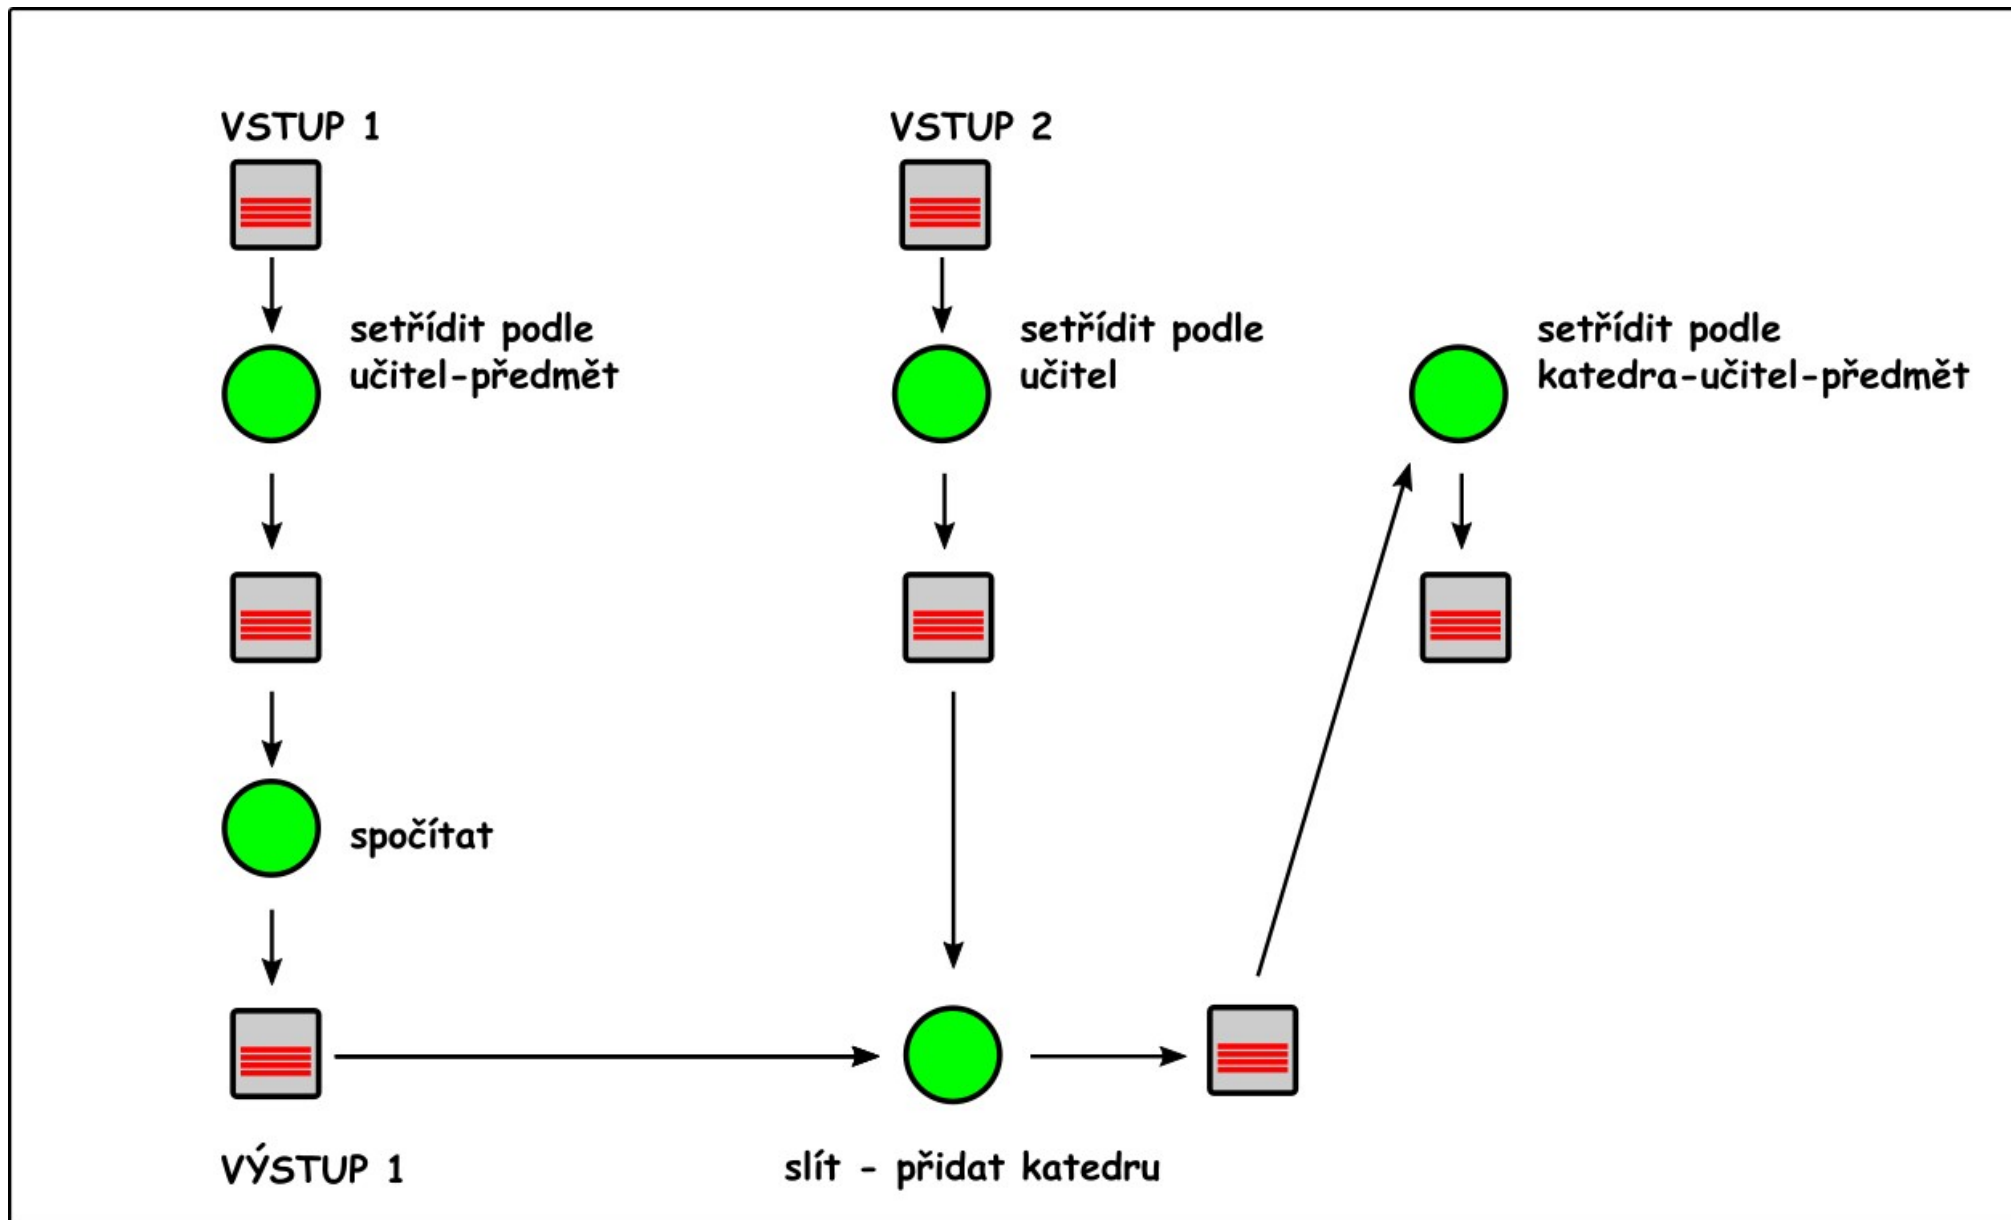 VSTUP 1
VSTUP 2
setřídit podle
učitel-předmět
setřídit podle
učitel
setřídit podle
katedra-učitel-předmět
spočítat
VÝSTUP 1
slít - přidat katedru